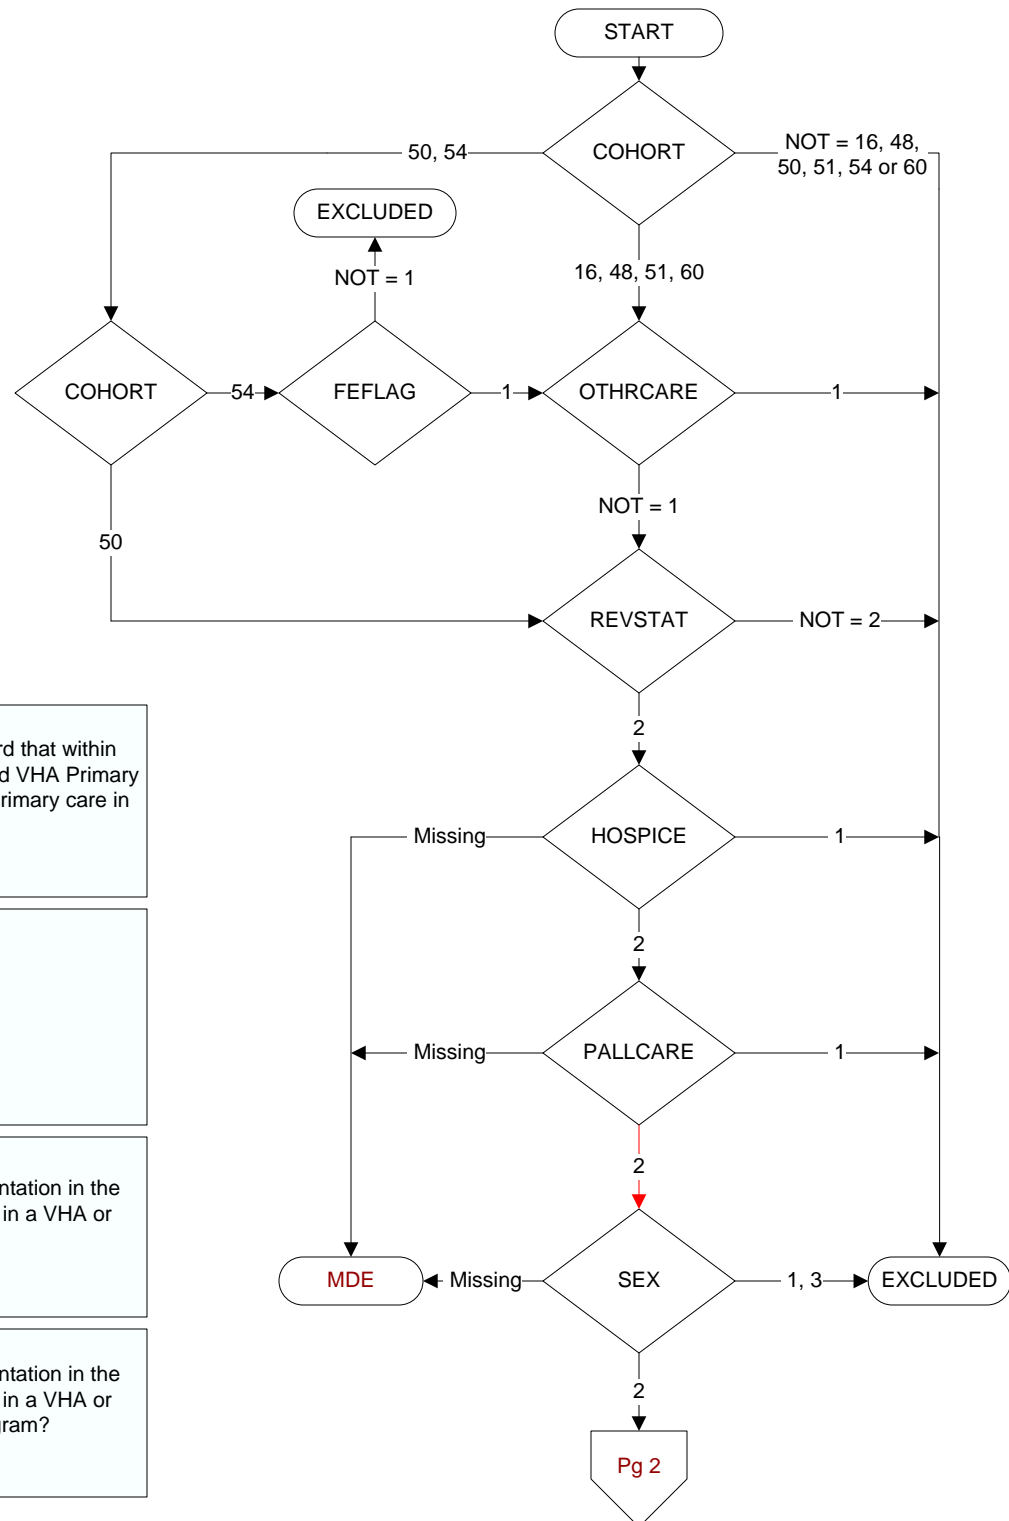 START
COHORT
50, 54
NOT = 16, 48,
50, 51, 54 or 60
EXCLUDED
NOT = 1
16, 48, 51, 60
COHORT
54
FEFLAG
1
OTHRCARE
1
NOT = 1
50
REVSTAT
NOT = 2
2
rd that within
d VHA Primary
rimary care in
Missing
HOSPICE
1
2
Missing
PALLCARE
1
2
ntation in the
in a VHA or
MDE
Missing
SEX
1, 3
EXCLUDED
2
ntation in the
in a VHA or
gram?
Pg 2